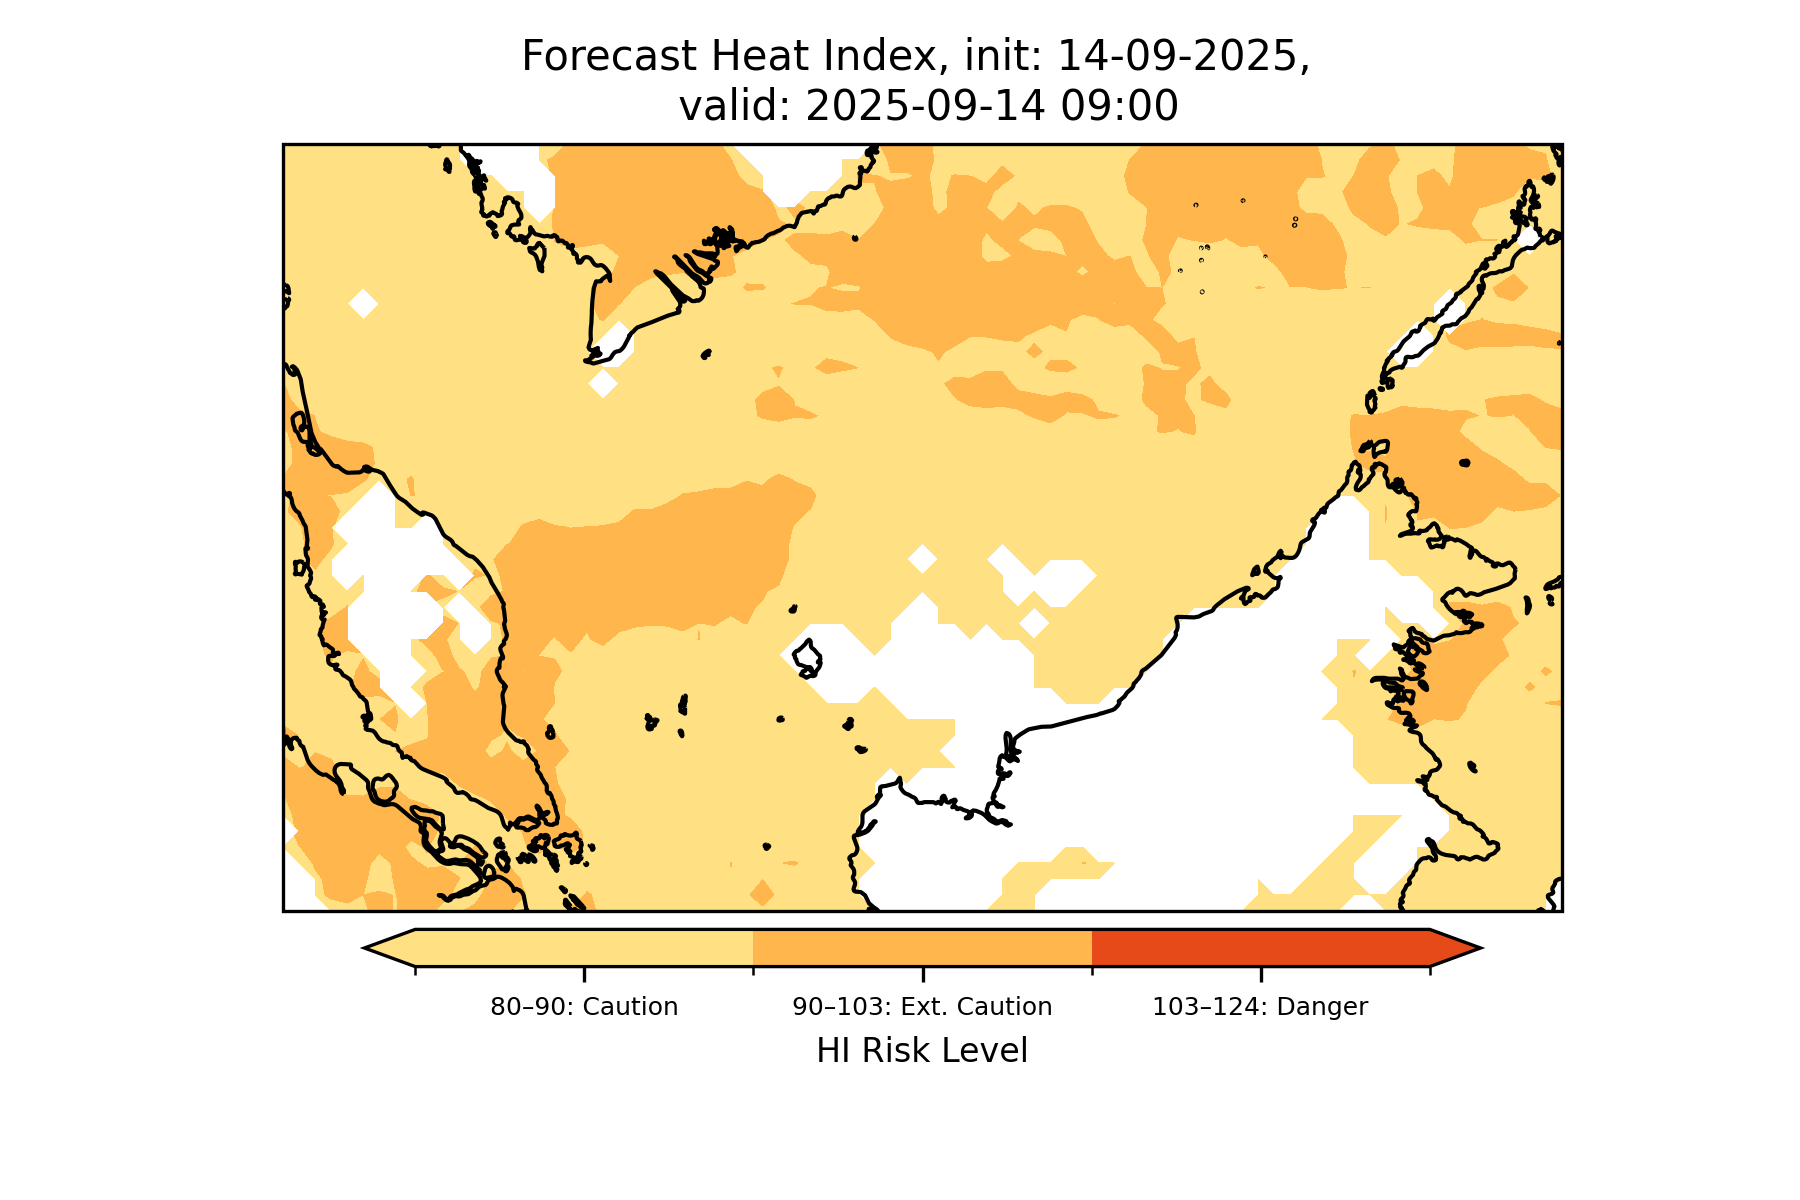 Forecast Heat Index, init: 14-09-2025,
valid: 2025-09-14 09:00
80–90: Caution
90–103: Ext. Caution
103–124: Danger
HI Risk Level